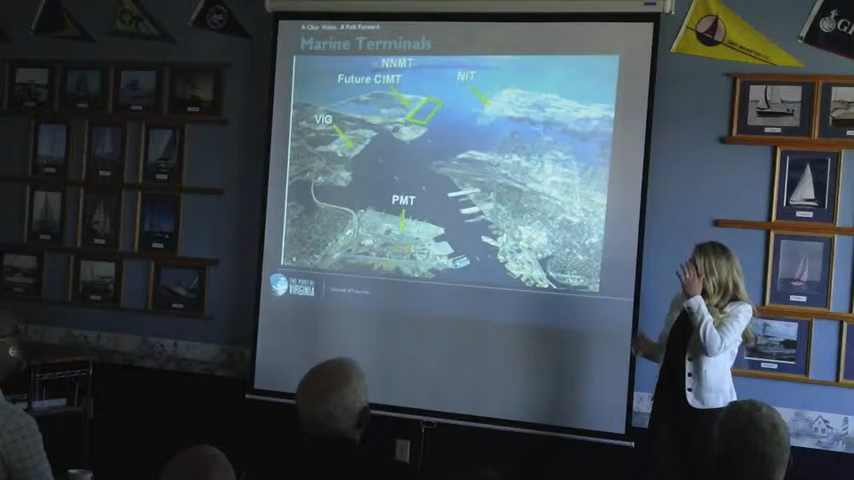 A Clear Vision. A Path Forward.
Marine Terminals
NNMT
Future CIMT
NIT
VIG
PMT
THE PORT OF
VIRGINIA